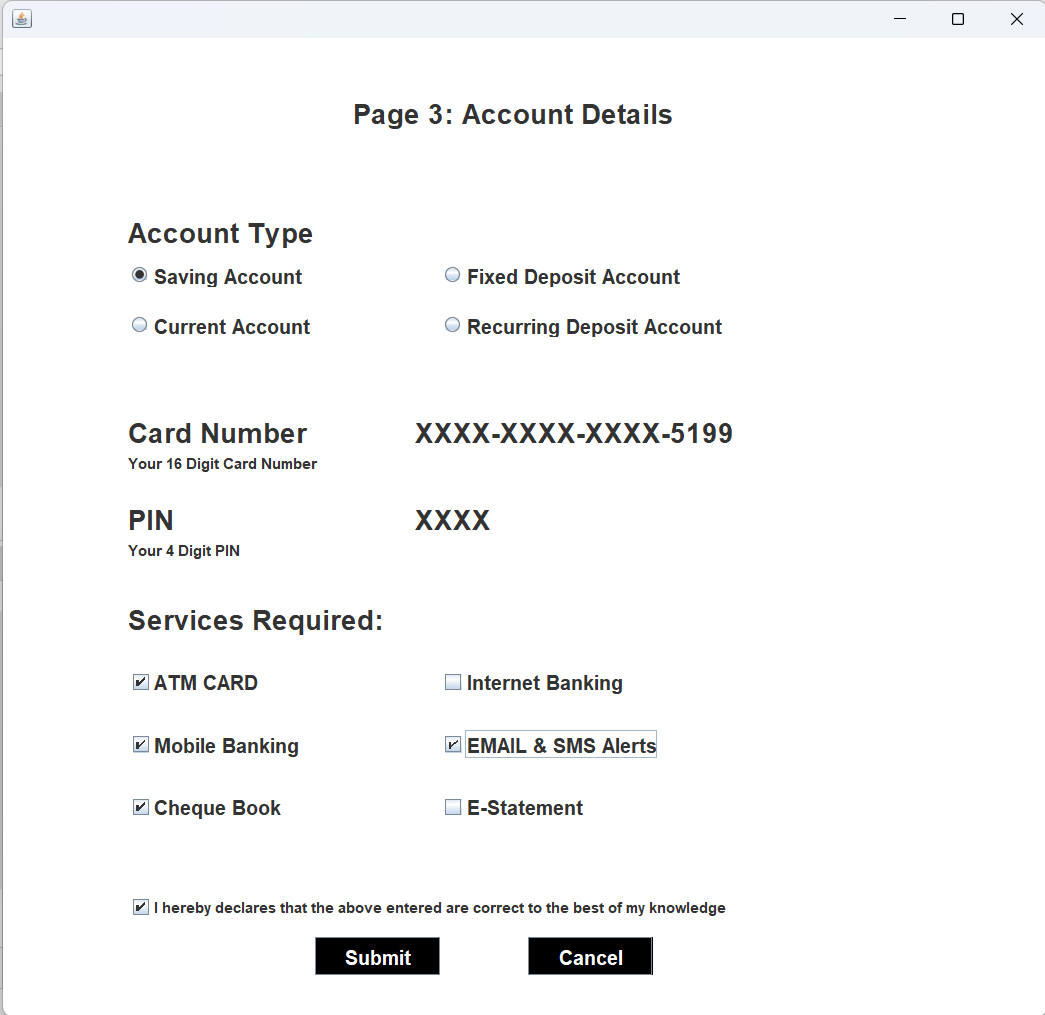 Page 3: Account Details
Account Type
Saving Account Fixed Deposit Account
Current Account Recurring Deposit Account
Card Number XXXX-XXXX-XXXX-5199
Your 16 Digit Card Number
PIN XXXX
Your 4 Digit PIN
Services Required:
ATM CARD Internet Banking
Mobile Banking EMAIL & SMS Alerts
Cheque Book E-Statement
I hereby declares that the above entered are correct to the best of my knowledge
Submit Cancel